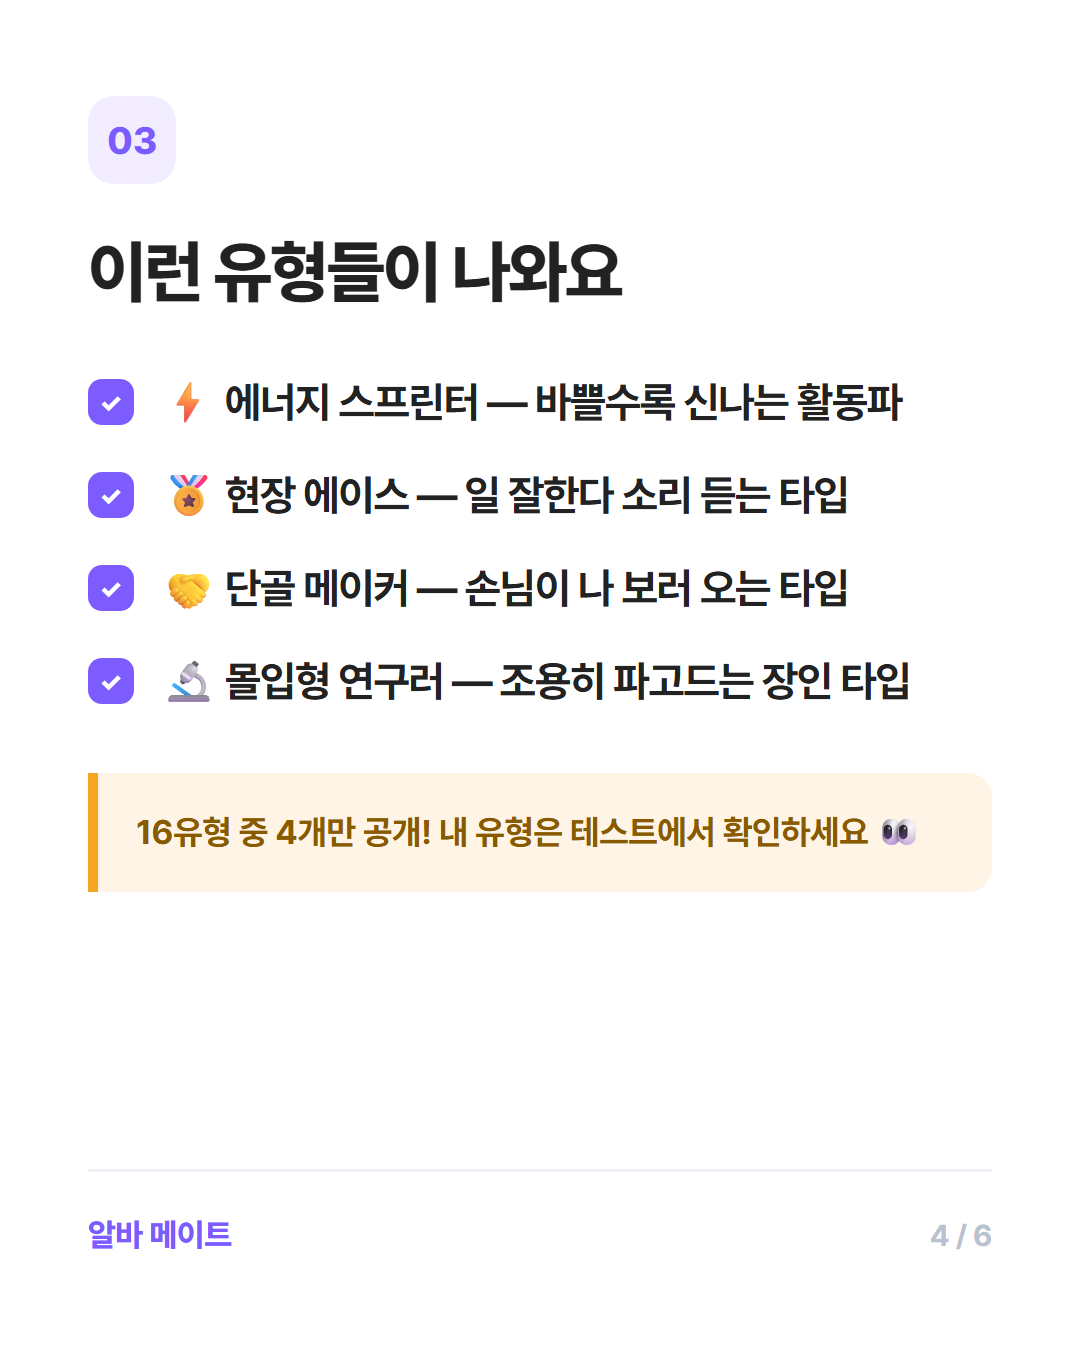 03
이런 유형들이 나와요
⚡ 에너지 스프린터 — 바쁠수록 신나는 활동파
🏅 현장 에이스 — 일 잘한다 소리 듣는 타입
🤝 단골 메이커 — 손님이 나 보러 오는 타입
🔬 몰입형 연구러 — 조용히 파고드는 장인 타입
16유형 중 4개만 공개! 내 유형은 테스트에서 확인하세요 👀
알바 메이트
4 / 6